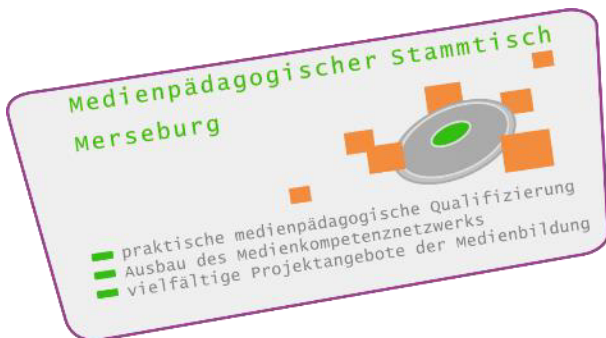 Medienpädagogischer Stammtisch
Merseburg
praktische medienpädagogische Qualifizierung
Ausbau des Medienkompetenznetzwerks
vielfältige Projektangebote der Medienbildung